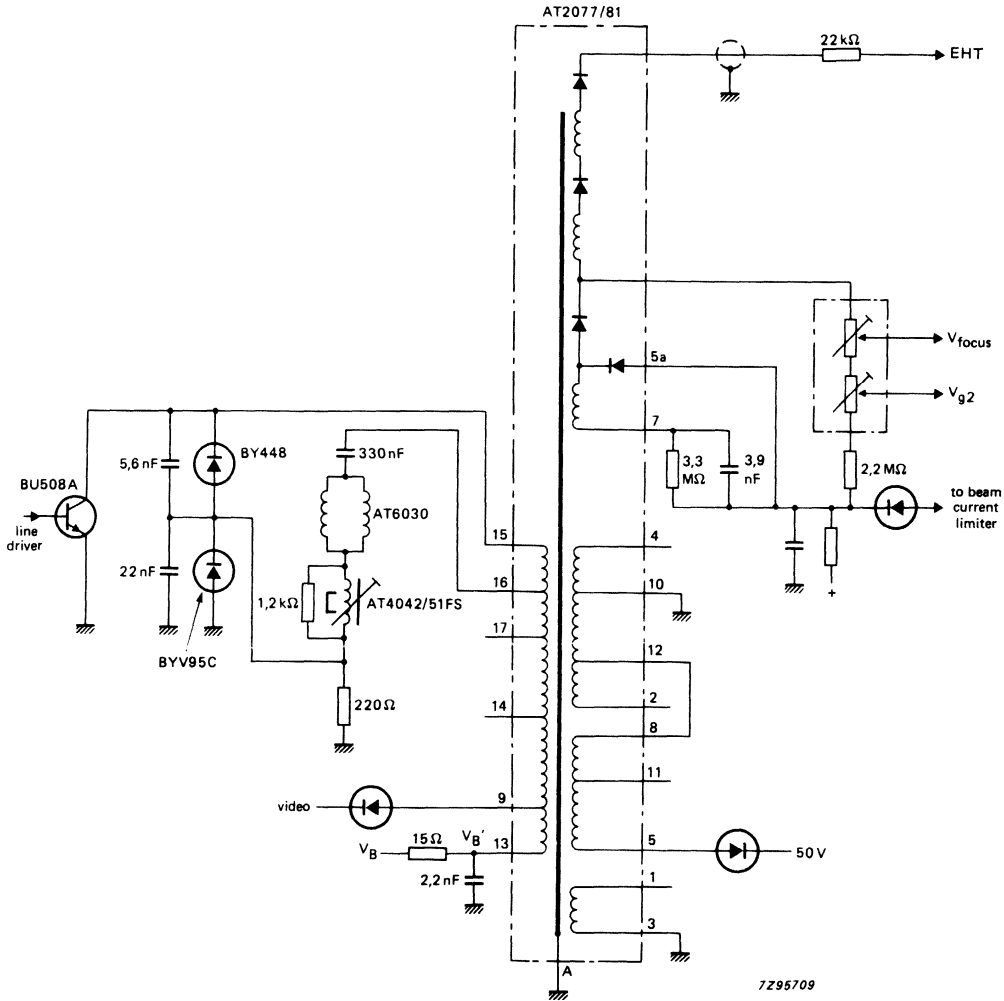 AT2077/81
22 kΩ
EHT
5a
Vfocus
Vg2
7
3,3
MΩ
3,9
nF
2,2 MΩ
to beam
current
limiter
+
5,6 nF
BY448
330 nF
BU508A
AT6030
line
driver
22 nF
1,2 kΩ
AT4042/51FS
BYV95C
220 Ω
15
16
17
14
9
13
video
VB
15 Ω
VB'
2,2 nF
4
10
12
2
8
11
5
50 V
1
3
A
7Z95709